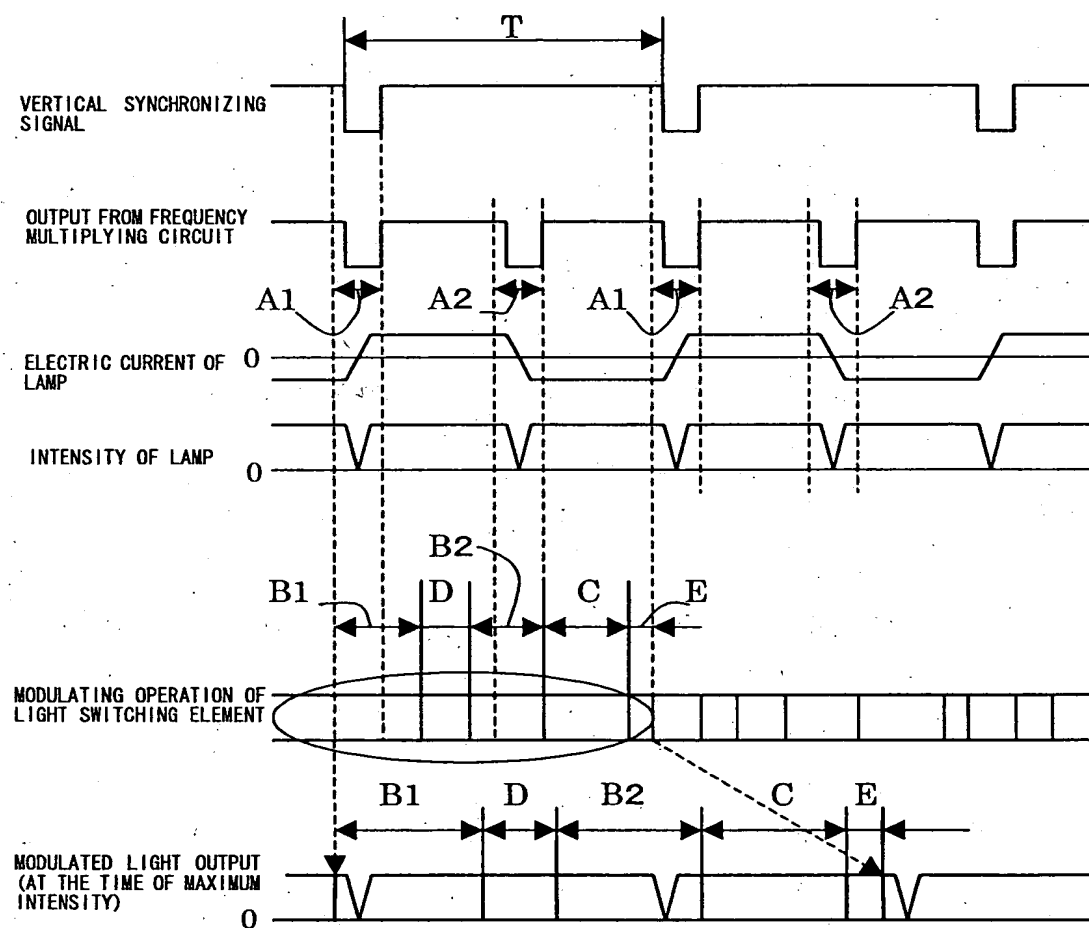 T
VERTICAL SYNCHRONIZING
SIGNAL
OUTPUT FROM FREQUENCY
MULTIPLYING CIRCUIT
A1 A2 A1 A2
ELECTRIC CURRENT OF
LAMP
0
INTENSITY OF LAMP
0
B2
B1 D C E
MODULATING OPERATION OF
LIGHT SWITCHING ELEMENT
B1 D B2 C E
MODULATED LIGHT OUTPUT
(AT THE TIME OF MAXIMUM
INTENSITY)
0